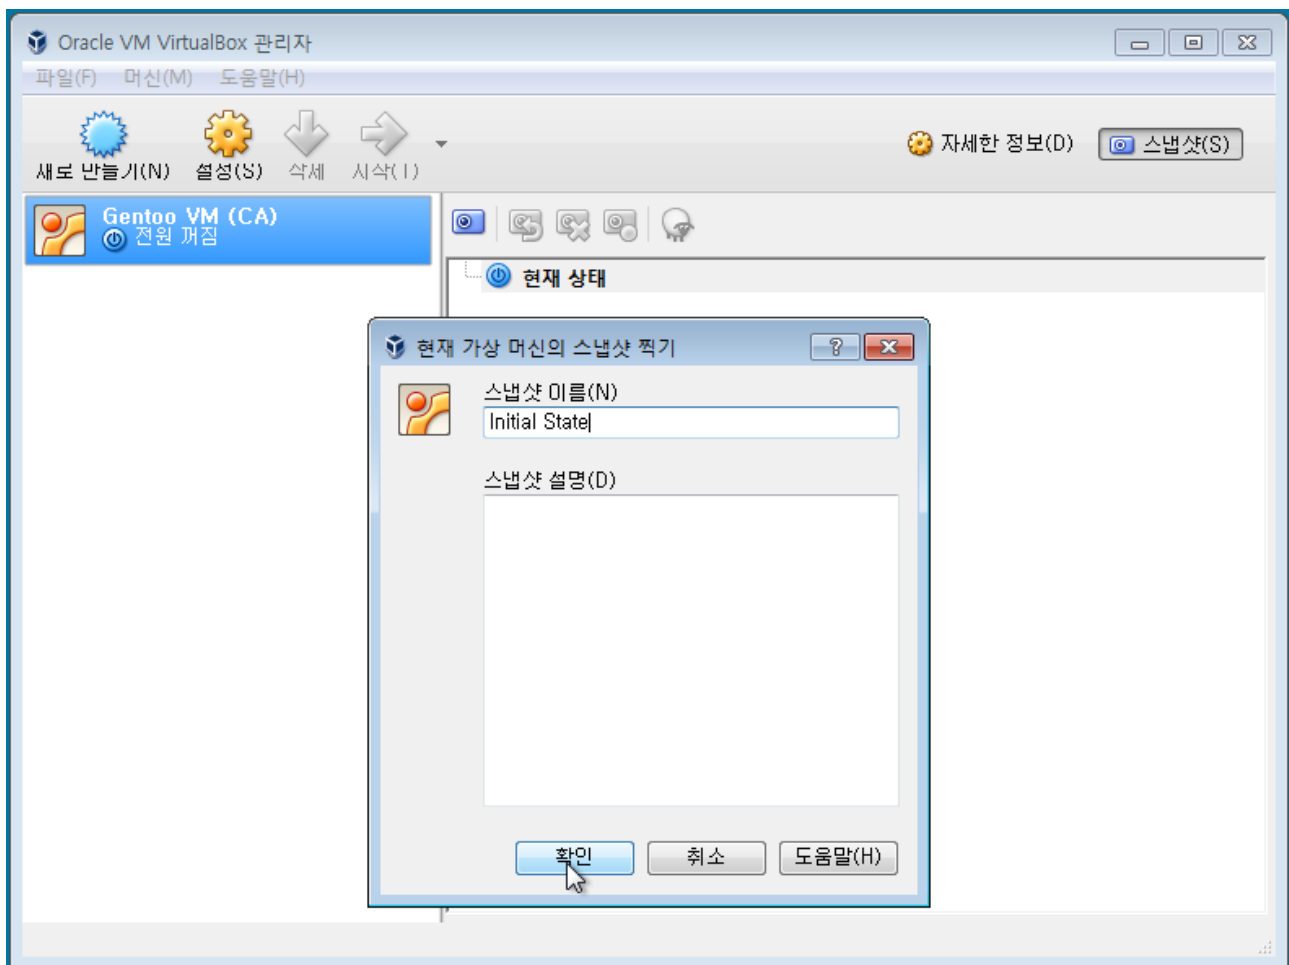 Oracle VM VirtualBox 관리자
파일(F) 머신(M) 도움말(H)
새로 만들기(N) 설정(S) 삭제 시작(T)
자세한 정보(D) 스냅샷(S)
Gentoo VM (CA)
전원 꺼짐
현재 상태
현재 가상 머신의 스냅샷 찍기
스냅샷 이름(N)
Initial State
스냅샷 설명(D)
확인 취소 도움말(H)